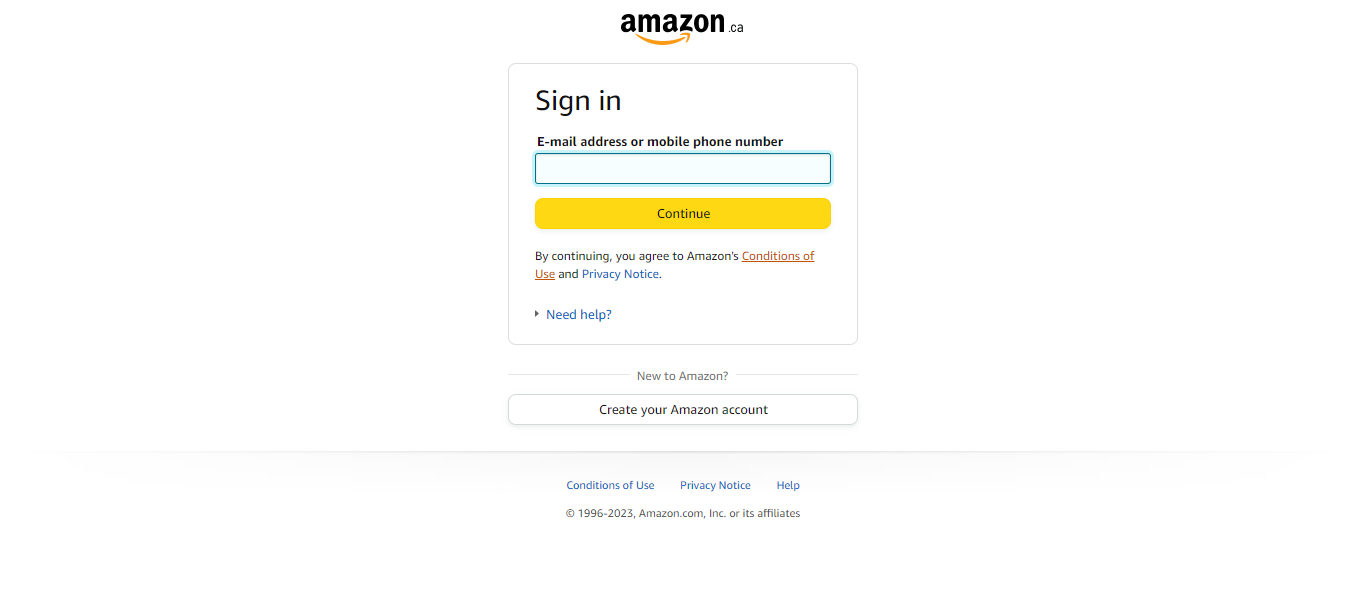 amazon.ca
Sign in
E-mail address or mobile phone number
Continue
By continuing, you agree to Amazon's Conditions of
Use and Privacy Notice.
Need help?
New to Amazon?
Create your Amazon account
Conditions of Use Privacy Notice Help
© 1996-2023, Amazon.com, Inc. or its affiliates